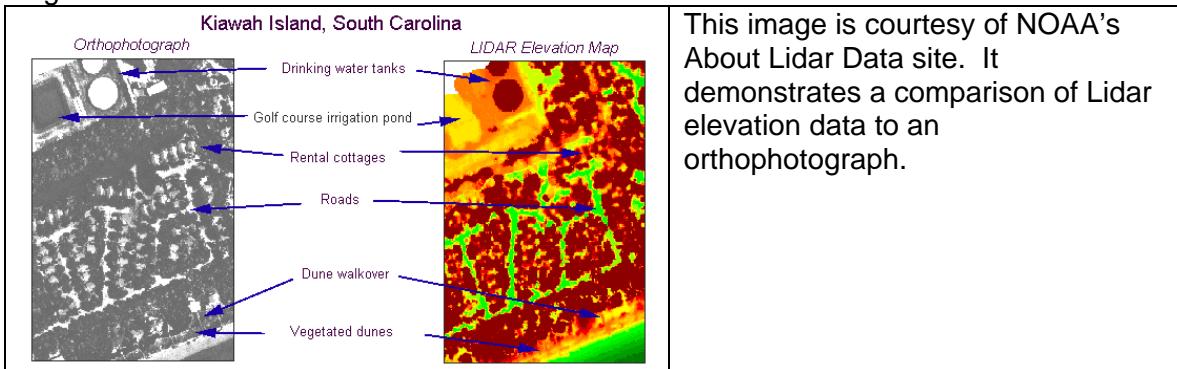 Kiawah Island, South Carolina
Orthophotograph
LIDAR Elevation Map
Drinking water tanks
Golf course irrigation pond
Rental cottages
Roads
Dune walkover
Vegetated dunes
This image is courtesy of NOAA's
About Lidar Data site.  It
demonstrates a comparison of Lidar
elevation data to an
orthophotograph.